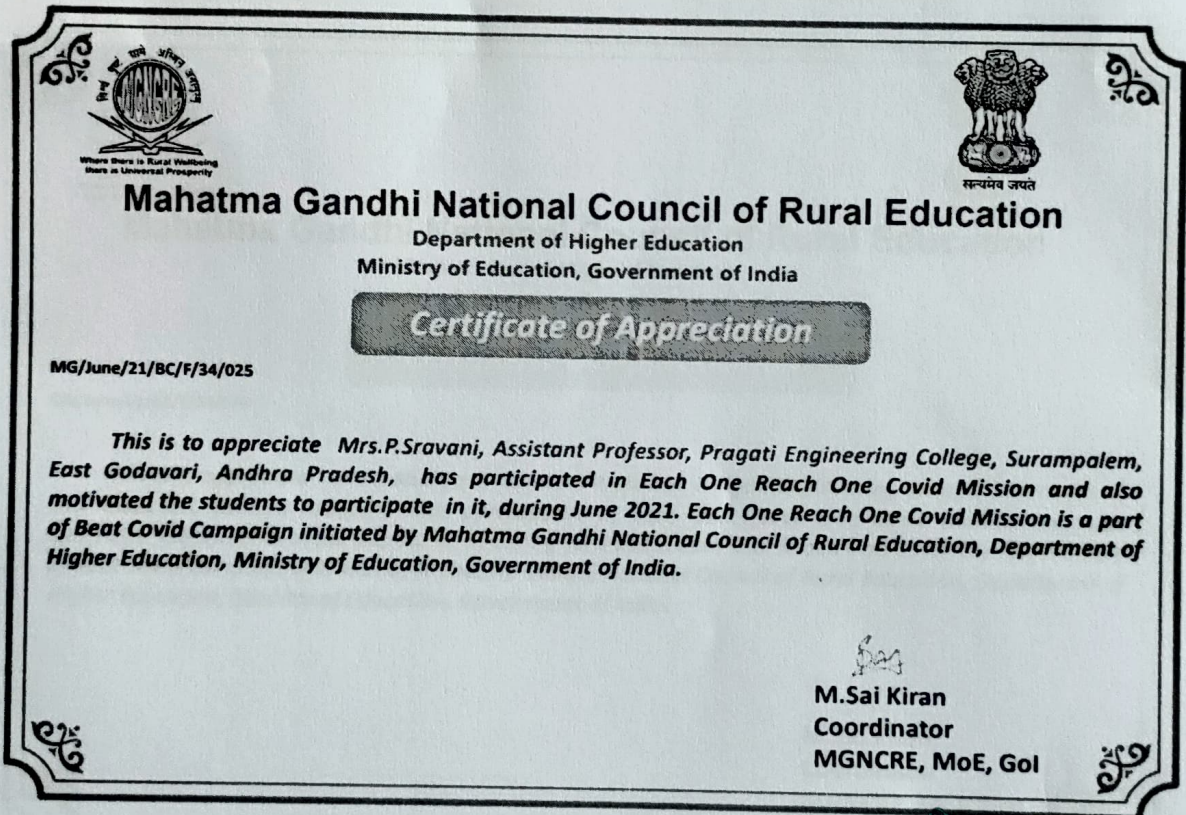 MGNCRE
Where there is Rural Wellbeing
there is Universal Prosperity
सत्यमेव जयते
Mahatma Gandhi National Council of Rural Education
Department of Higher Education
Ministry of Education, Government of India
Certificate of Appreciation
MG/June/21/BC/F/34/025
This is to appreciate Mrs.P.Sravani, Assistant Professor, Pragati Engineering College, Surampalem,
East Godavari, Andhra Pradesh, has participated in Each One Reach One Covid Mission and also
motivated the students to participate in it, during June 2021. Each One Reach One Covid Mission is a part
of Beat Covid Campaign initiated by Mahatma Gandhi National Council of Rural Education, Department of
Higher Education, Ministry of Education, Government of India.
M.Sai Kiran
Coordinator
MGNCRE, MoE, GoI